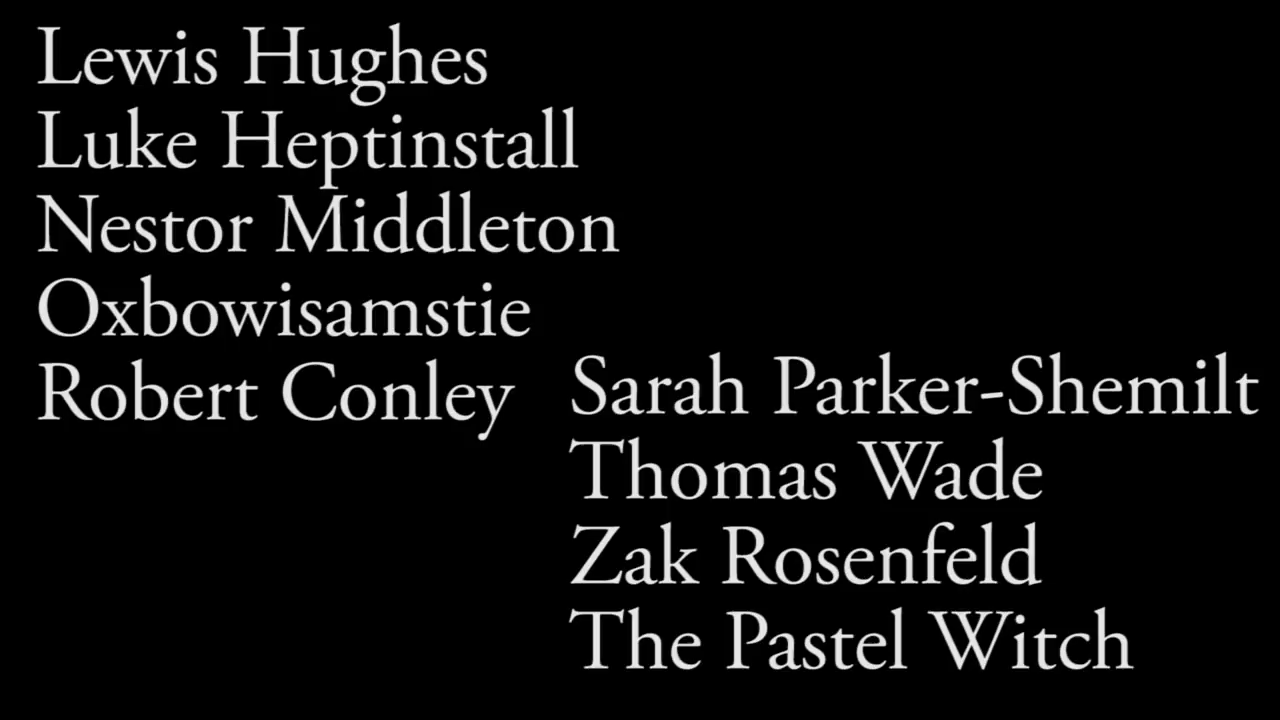 Lewis Hughes
Luke Heptinstall
Nestor Middleton
Oxbowisamstie
Robert Conley
Sarah Parker-Shemilt
Thomas Wade
Zak Rosenfeld
The Pastel Witch